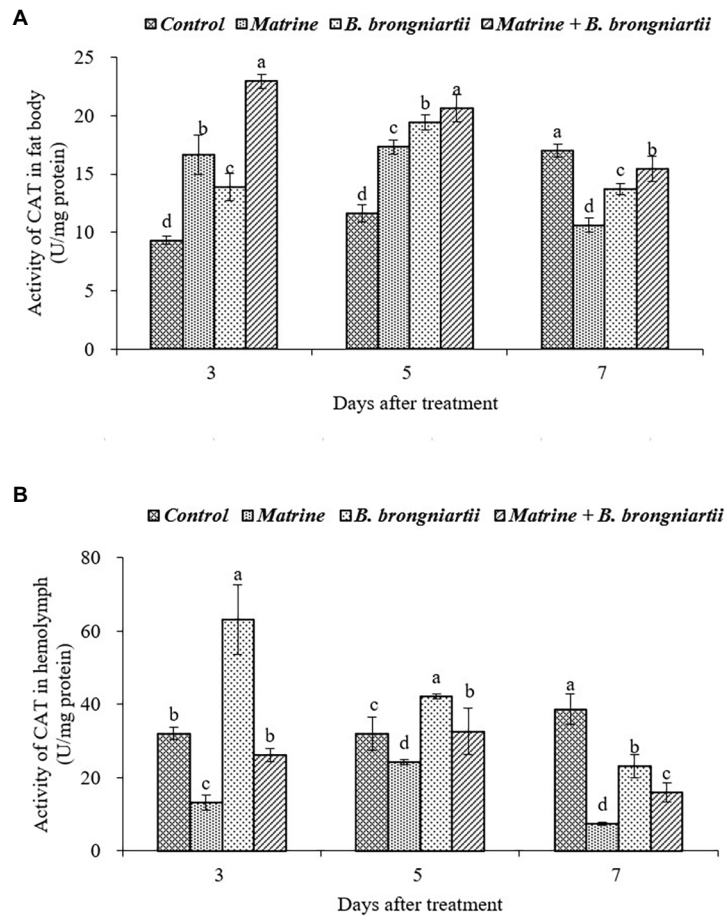 A
Control Matrine B. brongniartii Matrine + B. brongniartii
Activity of CAT in fat body
(U/mg protein)
25
20
15
10
5
0
d b c a
d c b a
a d c b
3 5 7
Days after treatment
B
Control Matrine B. brongniartii Matrine + B. brongniartii
Activity of CAT in hemolymph
(U/mg protein)
80
60
40
20
0
b c a b
c d a b
a d b c
3 5 7
Days after treatment